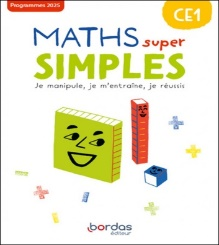 Programmes 2025
CE1
MATHS super
SIMPLES
Je manipule, je m'entraîne, je réussis
bordas
éditeur